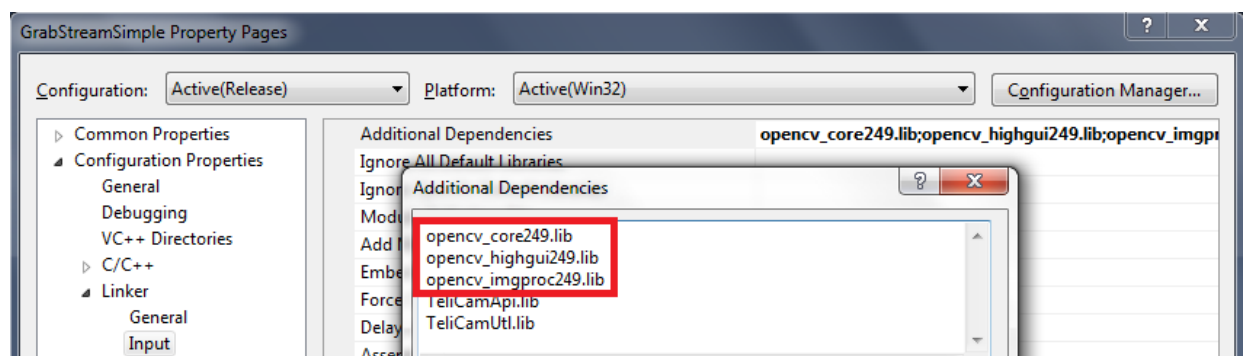 GrabStreamSimple Property Pages
Configuration: Active(Release) Platform: Active(Win32) Configuration Manager...
Common Properties
Configuration Properties
General
Debugging
VC++ Directories
C/C++
Linker
General
Input
Additional Dependencies opencv_core249.lib;opencv_highgui249.lib;opencv_imgpr
Ignore All Default Libraries
Additional Dependencies
opencv_core249.lib
opencv_highgui249.lib
opencv_imgproc249.lib
TeliCamApi.lib
TeliCamUtl.lib